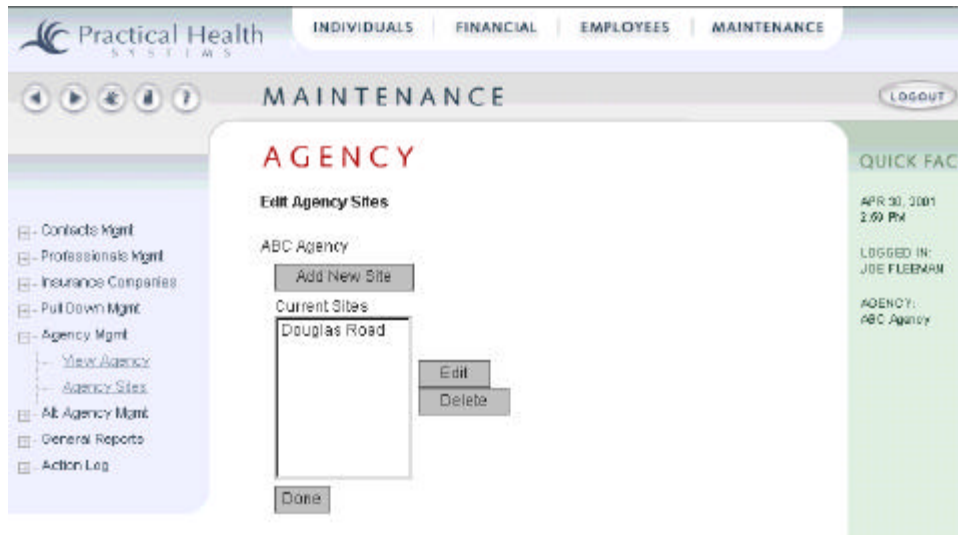 Practical Health
SYSTEMS
INDIVIDUALS
FINANCIAL
EMPLOYEES
MAINTENANCE
MAINTENANCE
LOGOUT
AGENCY
Edit Agency Sites
ABC Agency
Add New Site
Current Sites
Douglas Road
Edit
Delete
Done
Contacts Mgmt
Professionals Mgmt
Insurance Companies
Pull Down Mgmt
Agency Mgmt
View Agency
Agency Sites
Alt Agency Mgmt
General Reports
Action Log
QUICK FAC
APR 30, 2001
PM
LOGGED IN:
JOE FLEEMAN
AGENCY:
ABC Agency